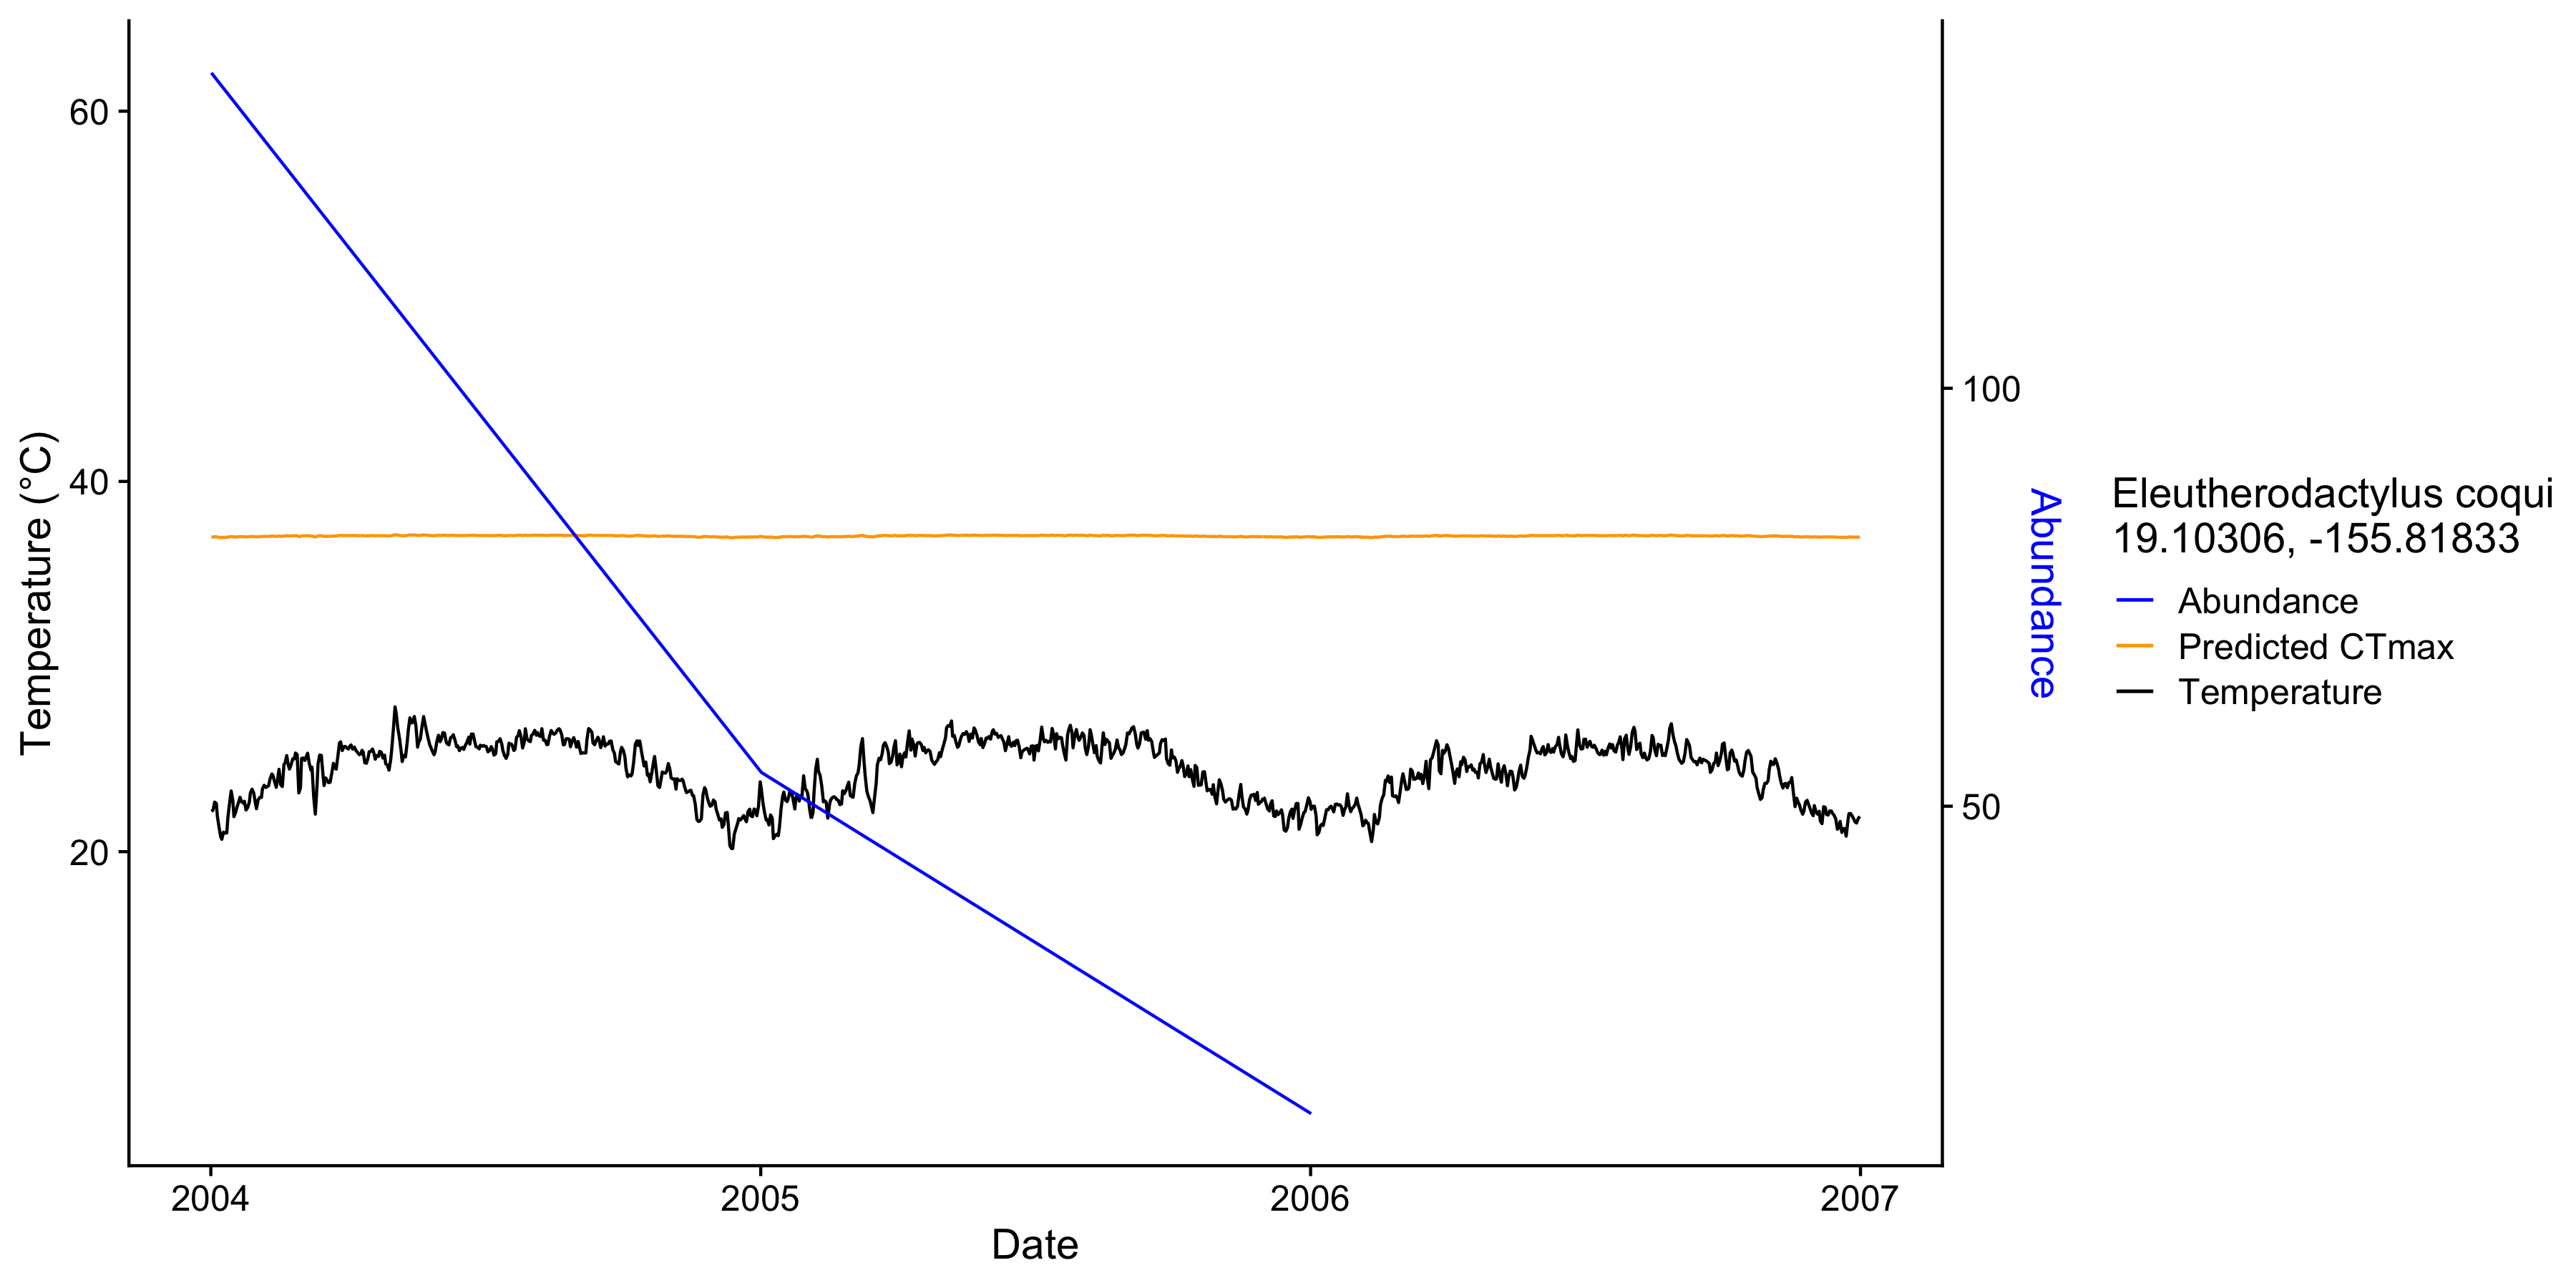 Temperature (°C)
60
40
20
2004
2005
2006
2007
Date
100
50
Abundance
Eleutherodactylus coqui
19.10306, -155.81833
Abundance
Predicted CTmax
Temperature